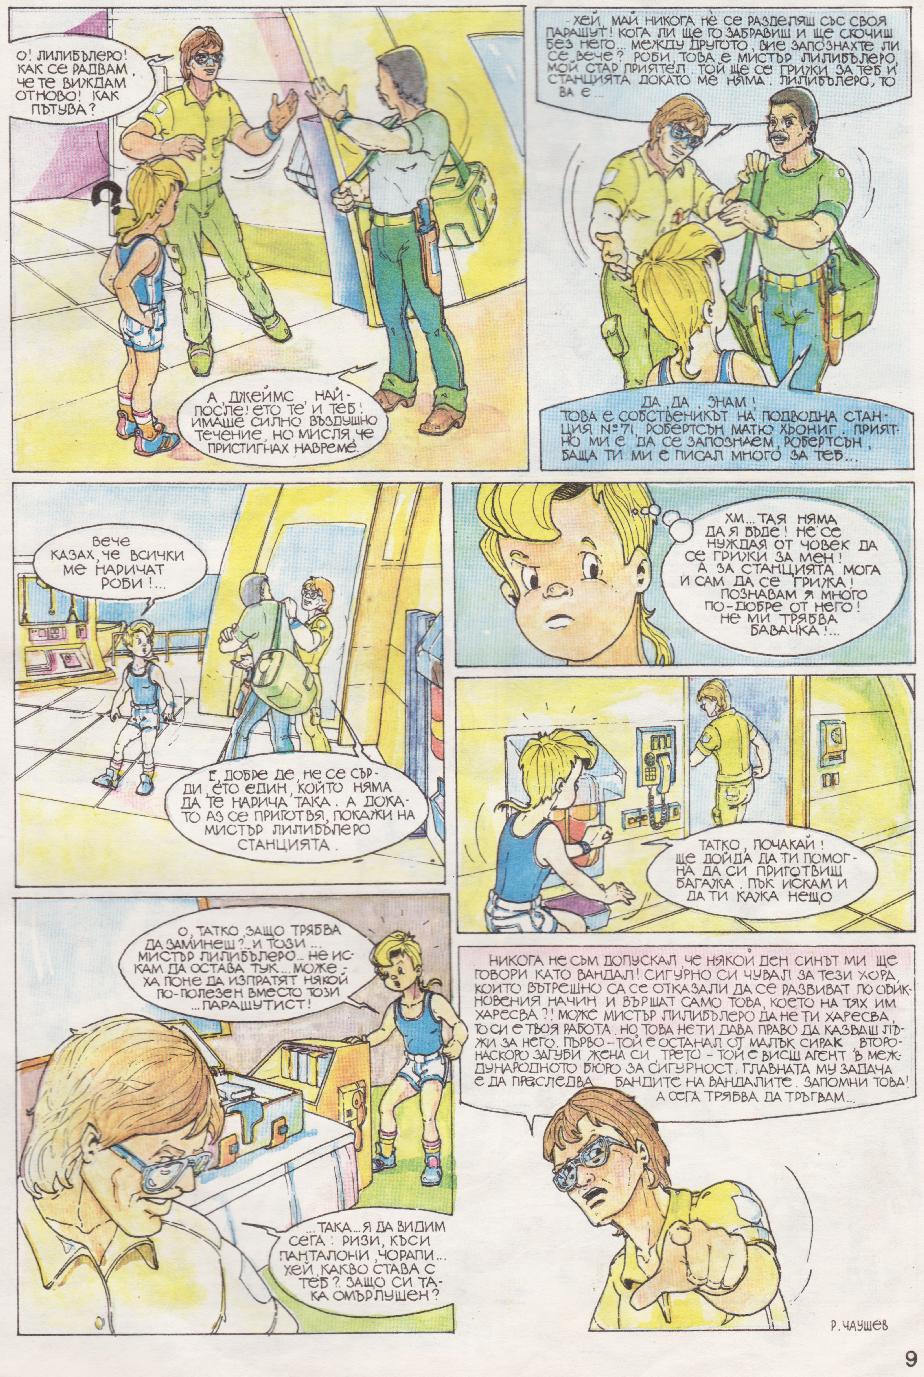 О! ЛИЛИБЪЛЕРО!
КАК СЕ РАДВАМ,
ЧЕ ТЕ ВИЖДАМ
ОТНОВО! КАК
ПЪТУВА?
?
А, ДЖЕЙМС, НАЙ-
ПОСЛЕ! ЕТО ТЕ И ТЕБ!
ИМАШЕ СИЛНО ВЪЗДУШНО
ТЕЧЕНИЕ, НО МИСЛЯ, ЧЕ
ПРИСТИГНАХ НАВРЕМЕ.
ХЕЙ, МАЙ НИКОГА НЕ СЕ РАЗДЕЛЯШ СЪС СВОЯ
ПАРАШУТ! КОГА ЛИ ЩЕ ГО ЗАБРАВИШ И ЩЕ СКОЧИШ
БЕЗ НЕГО... МЕЖДУ ДРУГОТО, ВИЕ ЗАПОЗНАХТЕ ЛИ
СЕ ВЕЧЕ? РОБИ, ТОВА Е МИСТЪР ЛИЛИБЪЛЕРО,
МОЙ СТАР ПРИЯТЕЛ. ТОЙ ЩЕ СЕ ГРИЖИ ЗА ТЕБ И
СТАНЦИЯТА ДОКАТО МЕ НЯМА. ЛИЛИБЪЛЕРО, ТО
ВА Е...
ДА, ДА, ЗНАМ!
ТОВА Е СОБСТВЕНИКЪТ НА ПОДВОДНА СТАН-
ЦИЯ №71, РОБЕРТСЪН МАТЮ ХЬОНИГ. ПРИЯТ-
НО МИ Е ДА СЕ ЗАПОЗНАЕМ, РОБЕРТСЪН,
БАЩА ТИ МИ Е ПИСАЛ МНОГО ЗА ТЕБ...
ВЕЧЕ
КАЗАХ, ЧЕ ВСИЧКИ
МЕ НАРИЧАТ
РОБИ!...
Е, ДОБРЕ ДЕ, НЕ СЕ СЪР-
ДИ, ЕТО ЕДИН, КОЙТО НЯМА
ДА ТЕ НАРИЧА ТАКА. А ДОКА-
ТО АЗ СЕ ПРИГОТВЯ, ПОКАЖИ НА
МИСТЪР ЛИЛИБЪЛЕРО
СТАНЦИЯТА.
ХМ... ТАЯ НЯМА
ДА Я БЪДЕ! НЕ СЕ
НУЖДАЯ ОТ ЧОВЕК ДА
СЕ ГРИЖИ ЗА МЕН!
А ЗА СТАНЦИЯТА МОГА
И САМ ДА СЕ ГРИЖА!
ПОЗНАВАМ Я МНОГО
ПО-ДОБРЕ ОТ НЕГО!
НЕ МИ ТРЯБВА
БАВАЧКА!...
ТАТКО, ПОЧАКАЙ!
ЩЕ ДОЙДА ДА ТИ ПОМОГ-
НА ДА СИ ПРИГОТВИШ
БАГАЖА, ПЪК ИСКАМ И
ДА ТИ КАЖА НЕЩО
О, ТАТКО, ЗАЩО ТРЯБВА
ДА ЗАМИНЕШ?.. И ТОЗИ...
МИСТЪР ЛИЛИБЪЛЕРО... НЕ ИС-
КАМ ДА ОСТАВА ТУК... МОЖЕ-
ХА ПОНЕ ДА ИЗПРАТЯТ НЯКОЙ
ПО-ПОЛЕЗЕН ВМЕСТО ТОЗИ
...ПАРАШУТИСТ!
...ТАКА... Я ДА ВИДИМ
СЕГА: РИЗИ, КЪСИ
ПАНТАЛОНИ, ЧОРАПИ...
ХЕЙ, КАКВО СТАВА С
ТЕБ? ЗАЩО СИ ТА-
КА ОМЪРЛУШЕН?
НИКОГА НЕ СЪМ ДОПУСКАЛ, ЧЕ НЯКОЙ ДЕН СИНЪТ МИ ЩЕ
ГОВОРИ КАТО ВАНДАЛ! СИГУРНО СИ ЧУВАЛ ЗА ТЕЗИ ХОРА,
КОИТО ВЪТРЕШНО СА СЕ ОТКАЗАЛИ ДА СЕ РАЗВИВАТ ПО ОБИК-
НОВЕНИЯ НАЧИН И ВЪРШАТ САМО ТОВА, КОЕТО НА ТЯХ ИМ
ХАРЕСВА?! МОЖЕ МИСТЪР ЛИЛИБЪЛЕРО ДА НЕ ТИ ХАРЕСВА,
ТО СИ Е ТВОЯ РАБОТА. НО ТОВА НЕ ТИ ДАВА ПРАВО ДА КАЗВАШ ЛЪ-
ЖИ ЗА НЕГО. ПЪРВО - ТОЙ Е ОСТАНАЛ ОТ МАЛЪК СИРАК. ВТОРО-
НАСКОРО ЗАГУБИ ЖЕНА СИ, ТРЕТО - ТОЙ Е ВИСШ АГЕНТ В МЕЖ-
ДУНАРОДНОТО БЮРО ЗА СИГУРНОСТ. ГЛАВНАТА МУ ЗАДАЧА
Е ДА ПРЕСЛЕДВА БАНДИТЕ НА ВАНДАЛИТЕ. ЗАПОМНИ ТОВА!
А СЕГА ТРЯБВА ДА ТРЪГВАМ...
Р. ЧАУШЕВ
9